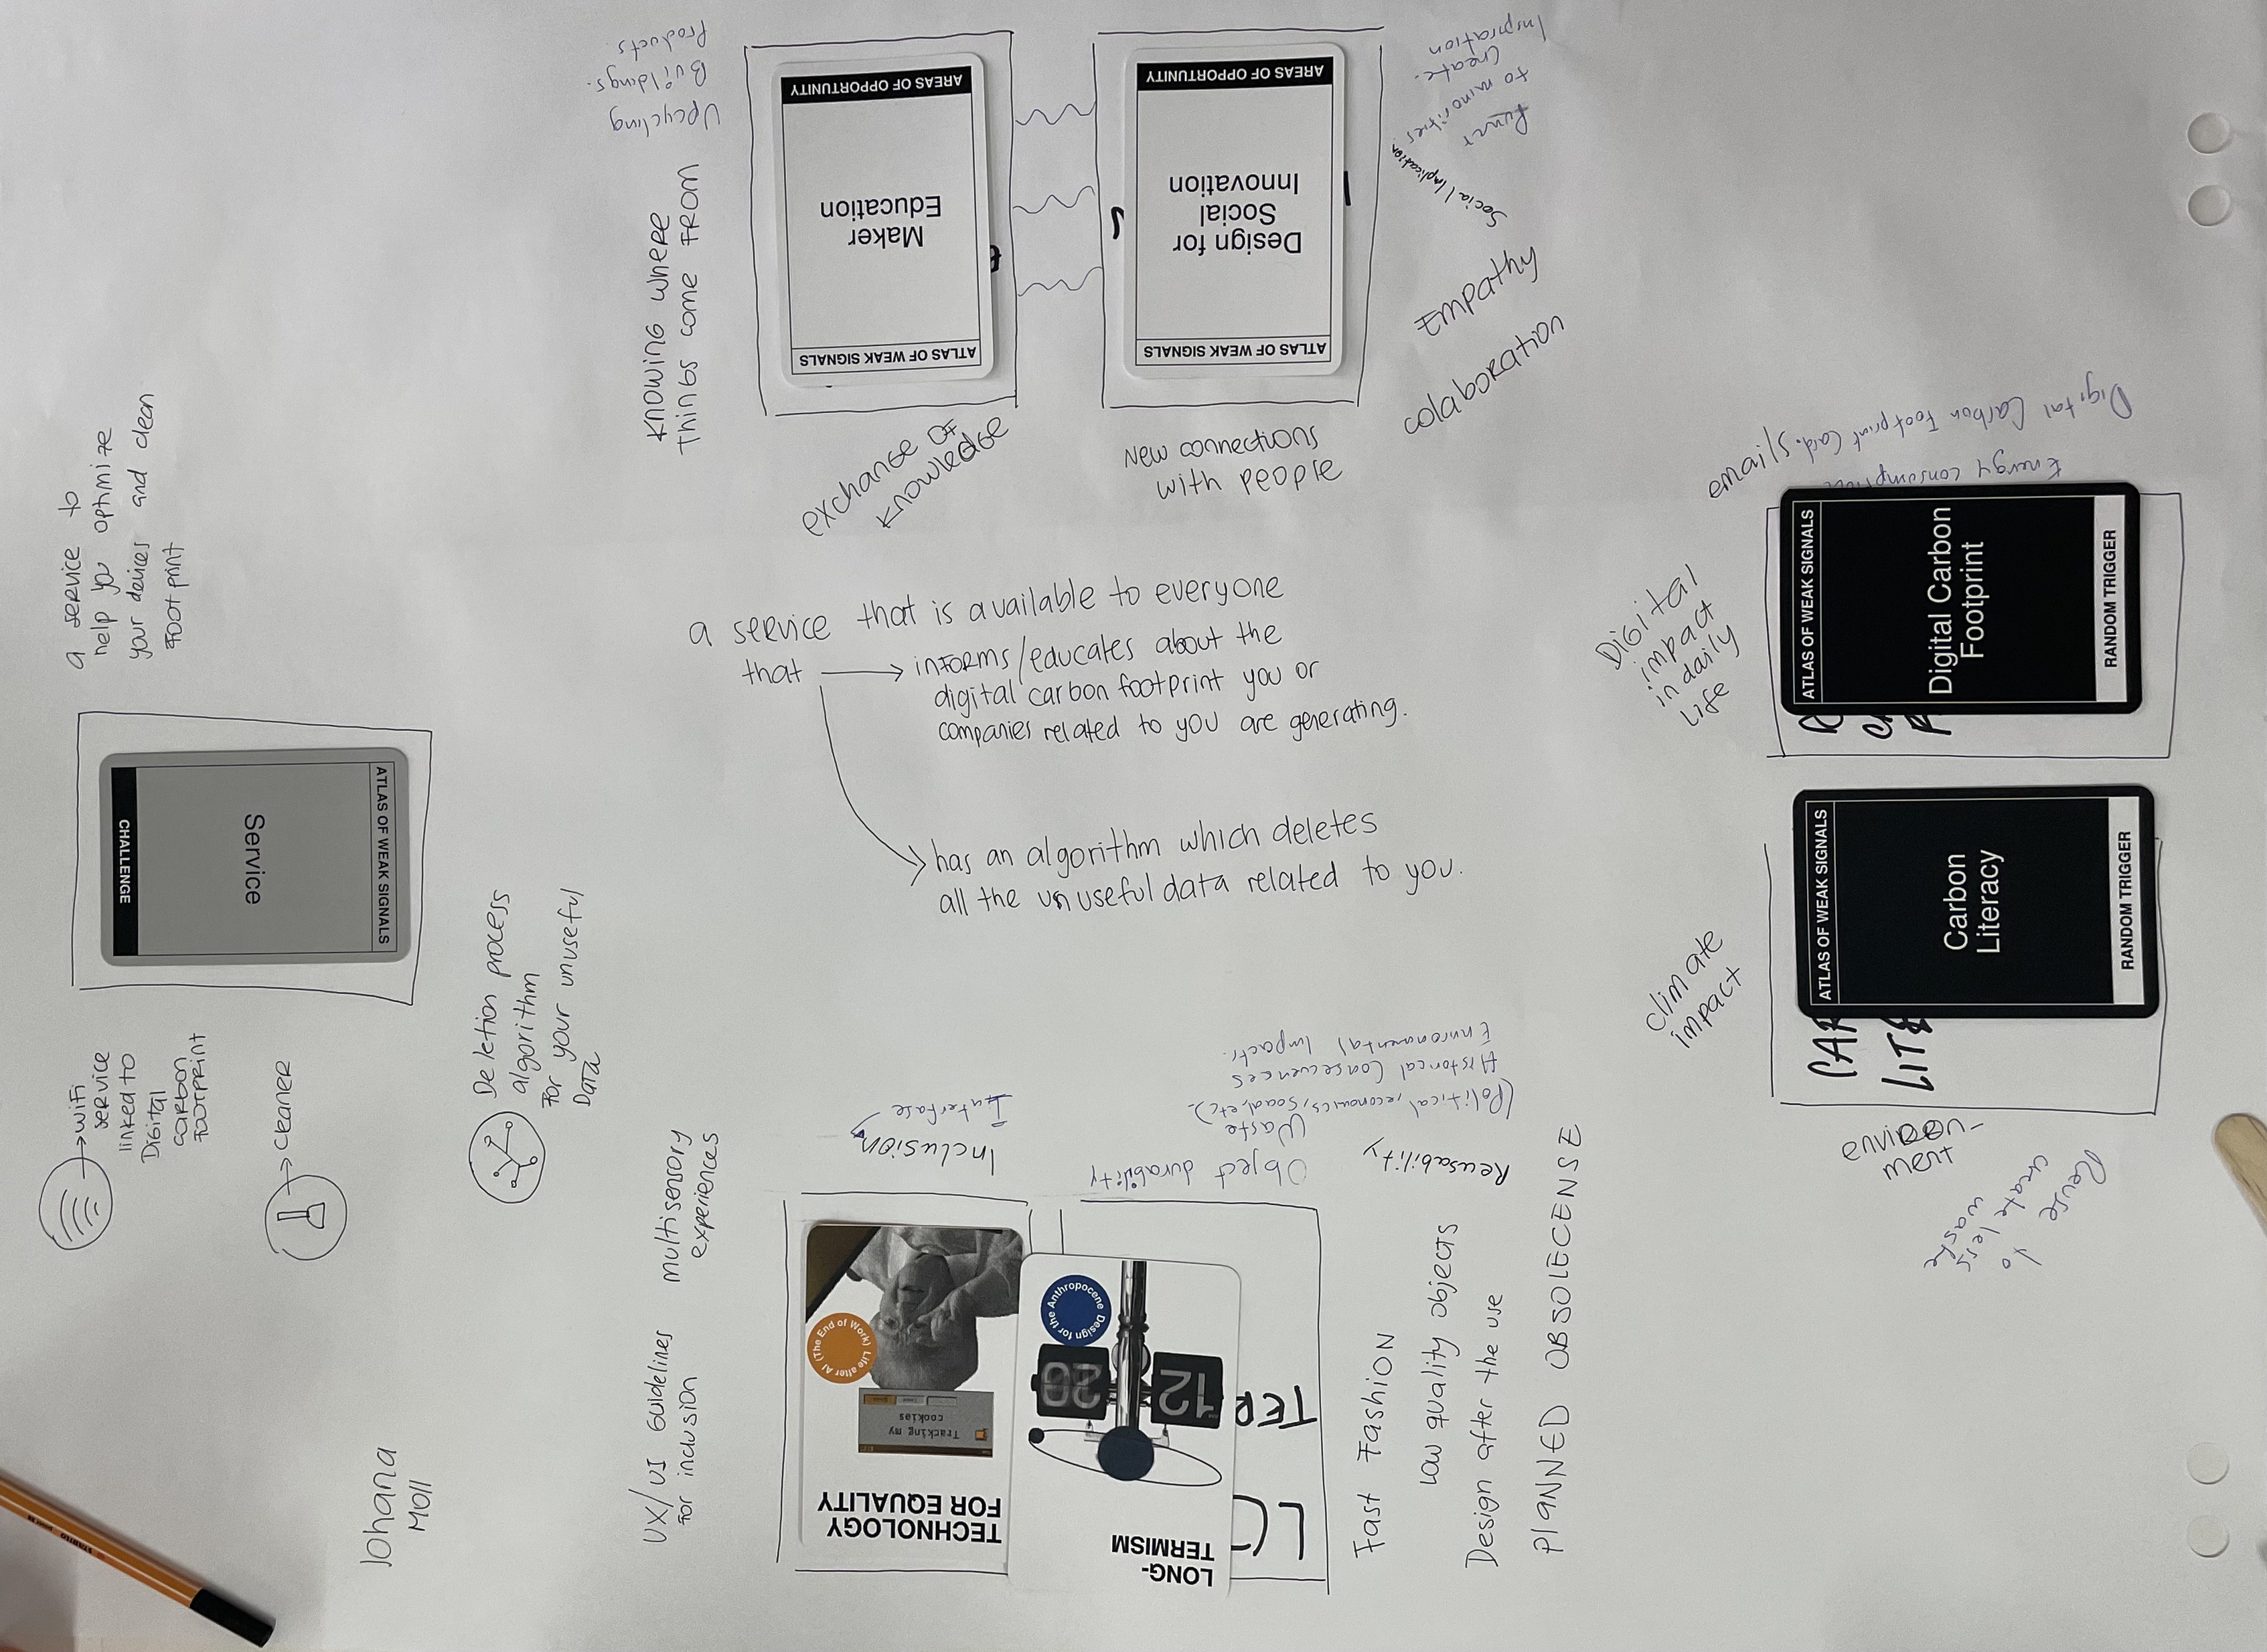 Upcycling
Buildings.
Products.
KNOWING WHERE
things come FROM
AREAS OF OPPORTUNITY
Maker
Education
ATLAS OF WEAK SIGNALS
exchange OF
KNOWledGe
AREAS OF OPPORTUNITY
Design for
Social
Innovation
ATLAS OF WEAK SIGNALS
New connections
with people
to minorities.
Create.
Inspiration
Social Implication
EMPathy
colaboration
a service to
help you optimize
your devices and clean
Footprint
ATLAS OF WEAK SIGNALS
Service
CHALLENGE
WiFi
service
linked to
Digital
carbon
FOOTPRINT
Cleaner
Deletion process
algorithm
For your unuseful
Data
a service that is available to everyone
that → inForms/educates about the
digital carbon footprint you or
companies related to you are generating.
→ has an algorithm which deletes
all the unuseful data related to you.
Digital Carbon Footprint
emails/
Energy consumption
Digital
impact
in daily
life
ATLAS OF WEAK SIGNALS
Digital Carbon
Footprint
RANDOM TRIGGER
climate
impact
ATLAS OF WEAK SIGNALS
Carbon
Literacy
RANDOM TRIGGER
CAR
LITE
environ-
ment
Reuse to
create less
waste
Johana
Moll
UX/UI Guidelines
For inclusion
multisensory
experiences
Inclusion
Interfase
TECHNOLOGY
FOR EQUALITY
Tracking my
cookies
(The End of Work) Life after AI
LONG-
TERMISM
Design for the Anthropocene
12
20
LO
TER
Object durability
Waste
Reusability
(Political, economics, Social, etc).
Historical Consecuences
Environmental Impact.
Fast Fashion
Low quality objects
Design after the use
PLANNED OBSOLECENSE